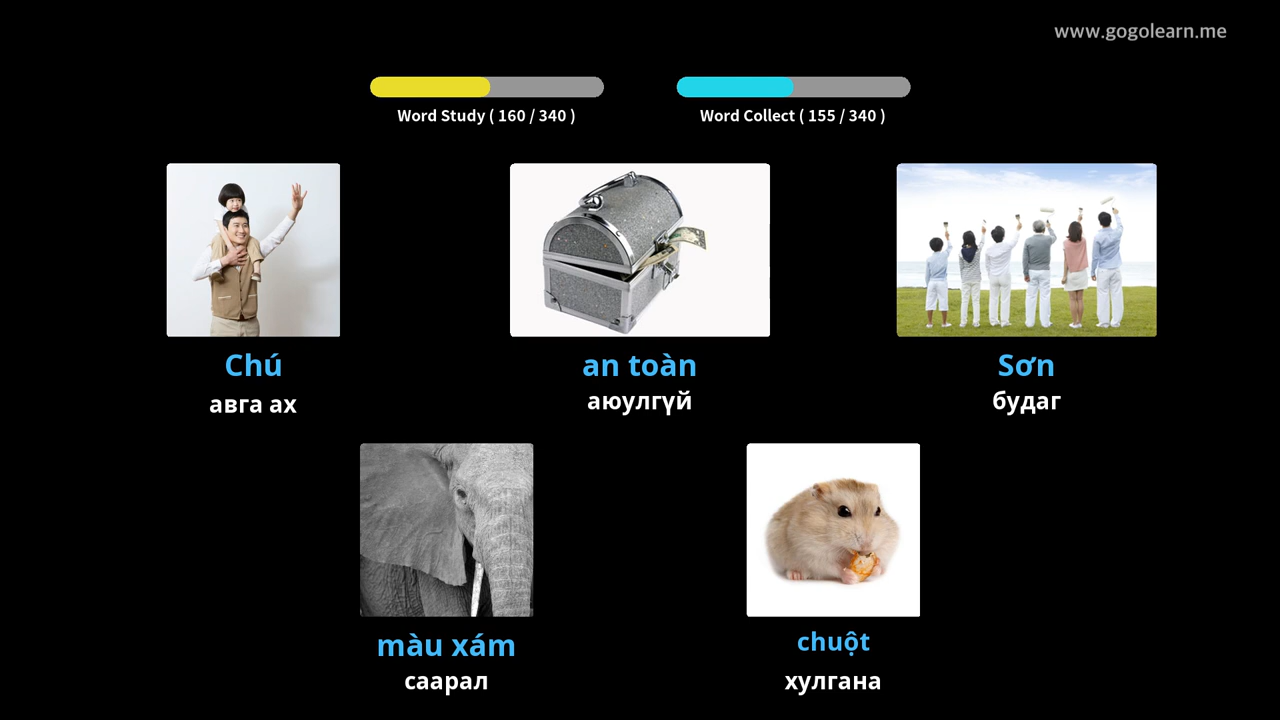 www.gogolearn.me
Word Study ( 160 / 340 )
Word Collect ( 155 / 340 )
Chú
авга ах
an toàn
аюулгүй
Sơn
будаг
màu xám
саарал
chuột
хулгана